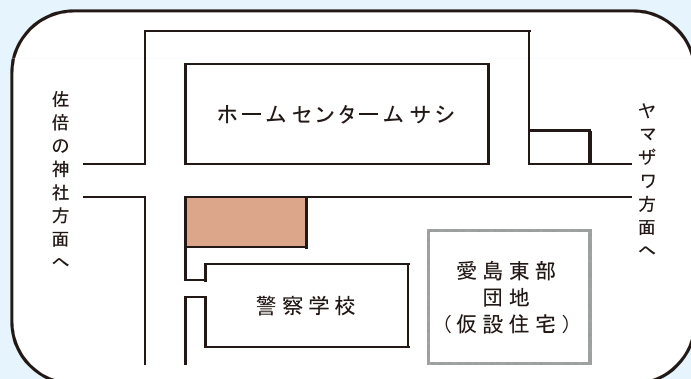 佐倍の神社方面へ
ホームセンタームサシ
ヤマザワ方面へ
警察学校
愛島東部
団地
（仮設住宅）